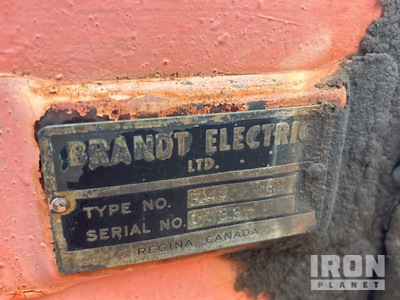 BRANDT ELECTRIC
LTD.
TYPE NO.
SERIAL NO.
REGINA, CANADA
IRON
PLANET